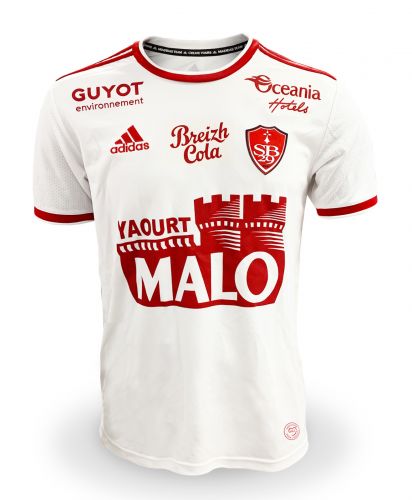 GUYOT
environnement
Oceania
Hotels
adidas
Breizh
Cola
SB
29
YAOURT
MALO